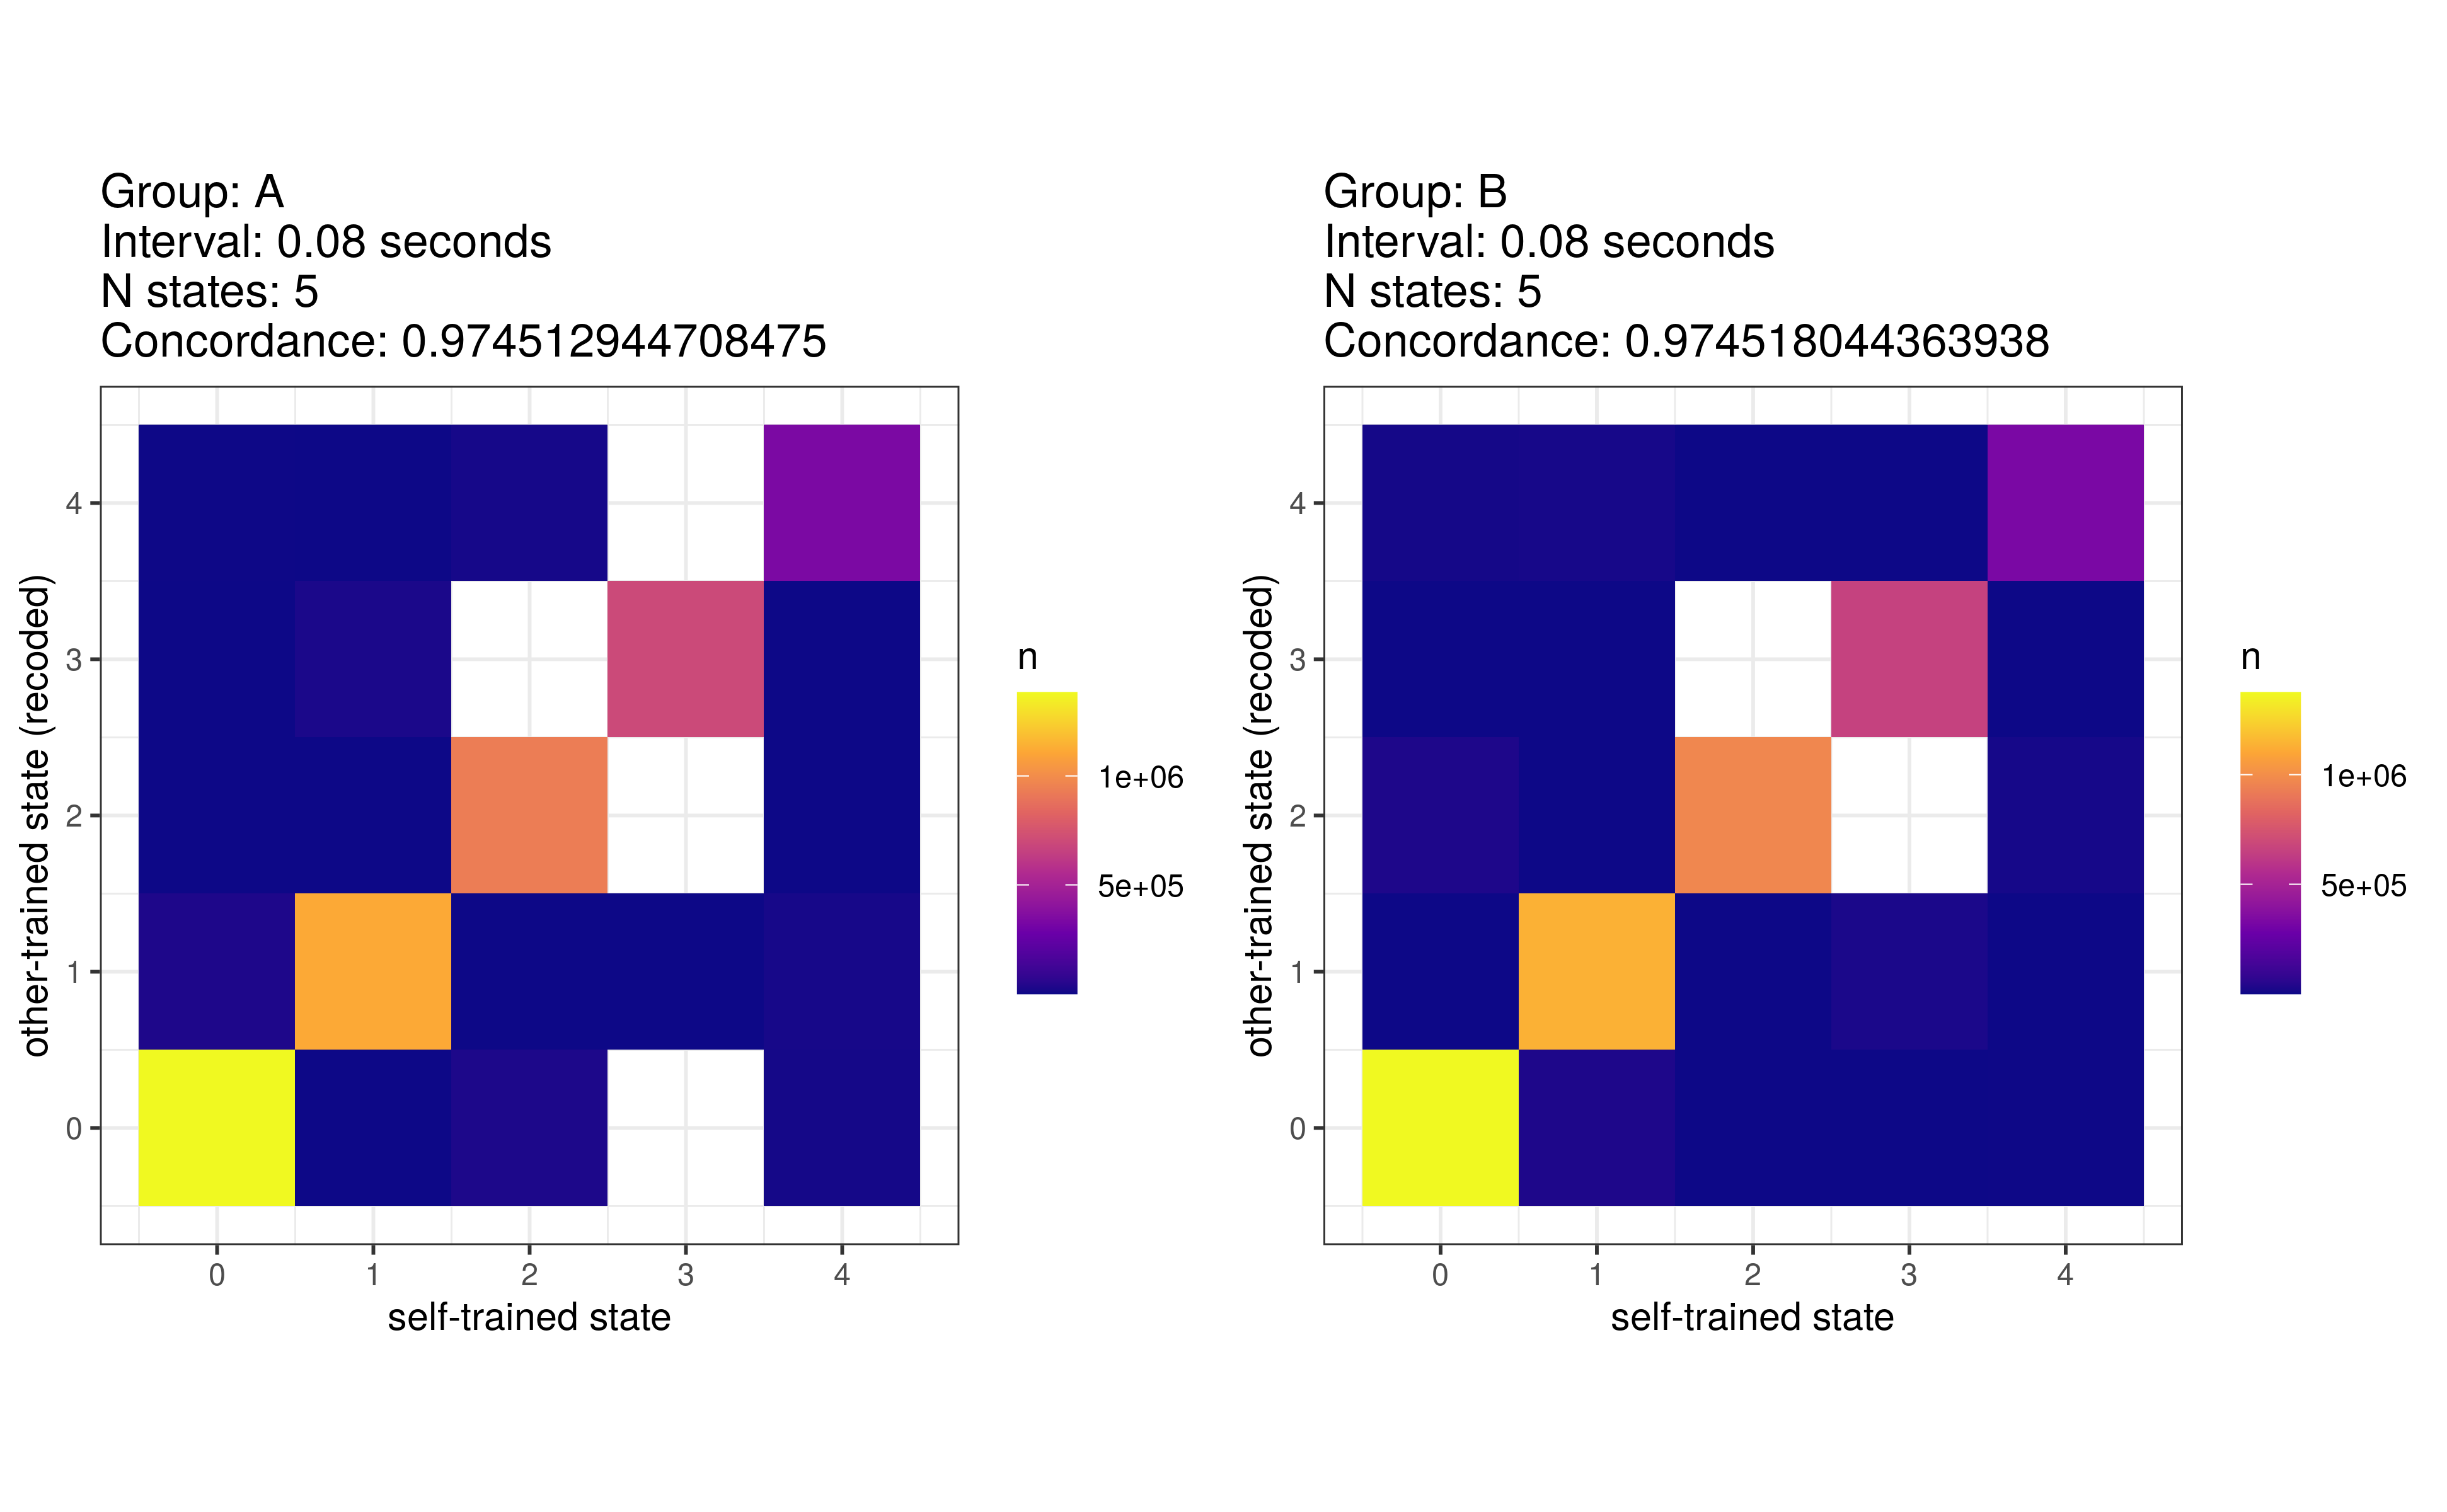 Group: A
Interval: 0.08 seconds
N states: 5
Concordance: 0.974512944708475
other-trained state (recoded)
4
3
2
1
0
0 1 2 3 4
self-trained state
n
1e+06
5e+05
Group: B
Interval: 0.08 seconds
N states: 5
Concordance: 0.974518044363938
other-trained state (recoded)
4
3
2
1
0
0 1 2 3 4
self-trained state
n
1e+06
5e+05